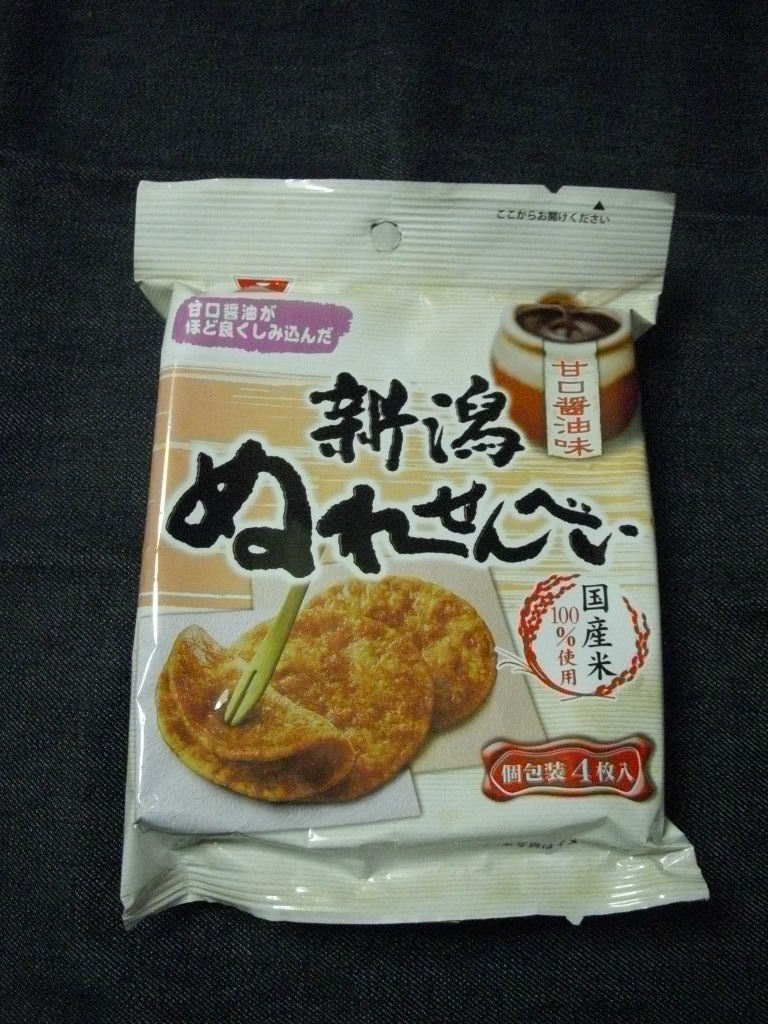 ここからお開けください
甘口醤油が
ほど良くしみ込んだ
甘口醤油味
新潟
ぬれせんべい
国産米
100%使用
個包装4枚入